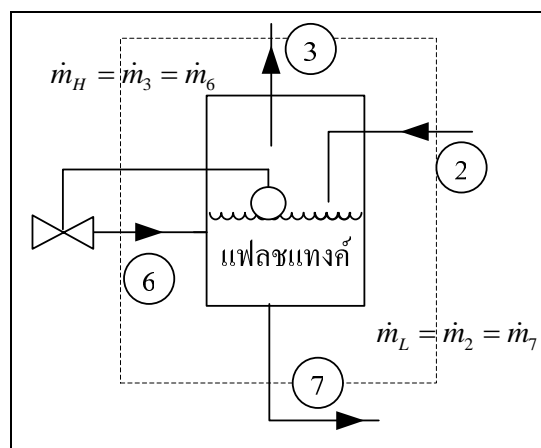 3
ṁ_H = ṁ_3 = ṁ_6
2
แฟลชแทงค์
6
ṁ_L = ṁ_2 = ṁ_7
7